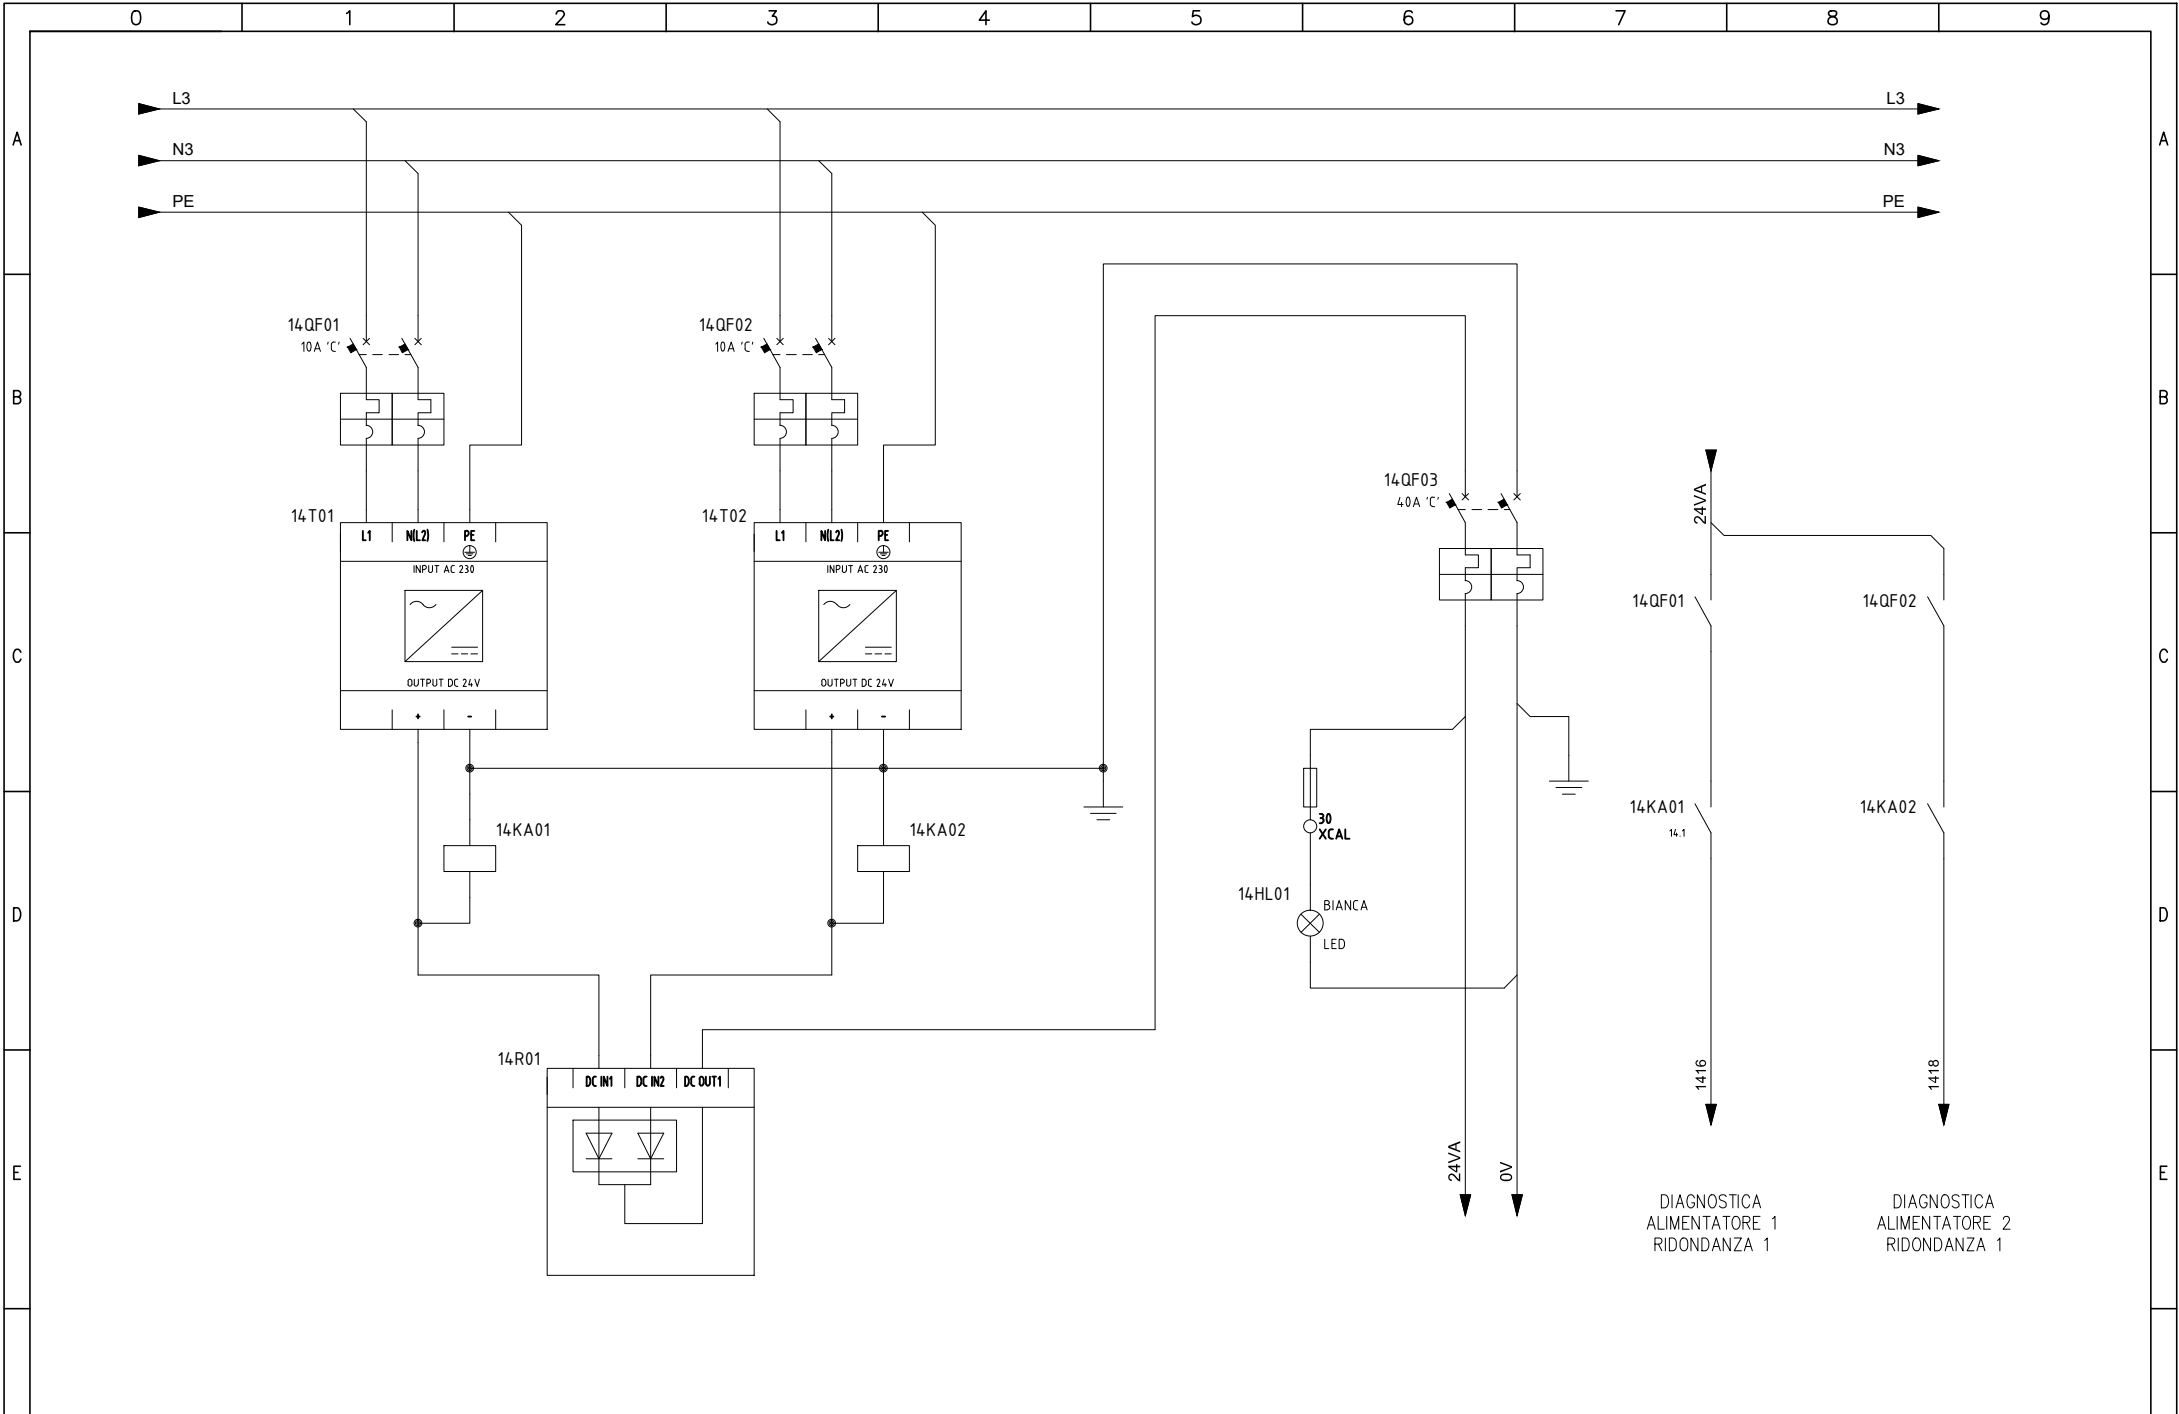 0 1 2 3 4 5 6 7 8 9
L3 L3
A A
N3 N3
PE PE
14QF01
10A 'C'
14QF02
10A 'C'
B B
14QF03
40A 'C'
24VA
14T01
L1 N(L2) PE
INPUT AC 230
OUTPUT DC 24V
+ -
14T02
L1 N(L2) PE
INPUT AC 230
OUTPUT DC 24V
+ -
14QF01
14QF02
C C
14KA01
14KA02
30
XCAL
14KA01
14.1
14KA02
14HL01
BIANCA
LED
D D
14R01
DC IN1 DC IN2 DC OUT1
1416
1418
24VA
0V
E E
DIAGNOSTICA
ALIMENTATORE 1
RIDONDANZA 1
DIAGNOSTICA
ALIMENTATORE 2
RIDONDANZA 1